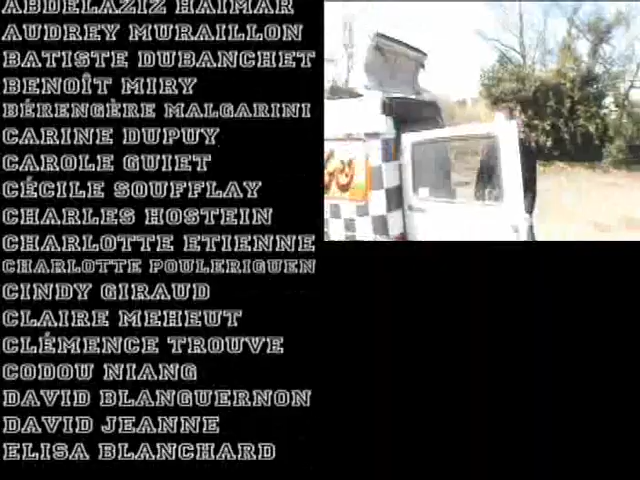 ABDELAZIZ HAIMAR
AUDREY MURAILLON
BATISTE DUBANCHET
BENOÎT MIRY
BÉRENGÈRE MALGARINI
CARINE DUPUY
CAROLE GUIET
CÉCILE SOUFFLAY
CHARLES HOSTEIN
CHARLOTTE ETIENNE
CHARLOTTE POULERIGUEN
CINDY GIRAUD
CLAIRE MEHEUT
CLÉMENCE TROUVE
CODOU NIANG
DAVID BLANGUERNON
DAVID JEANNE
ELISA BLANCHARD